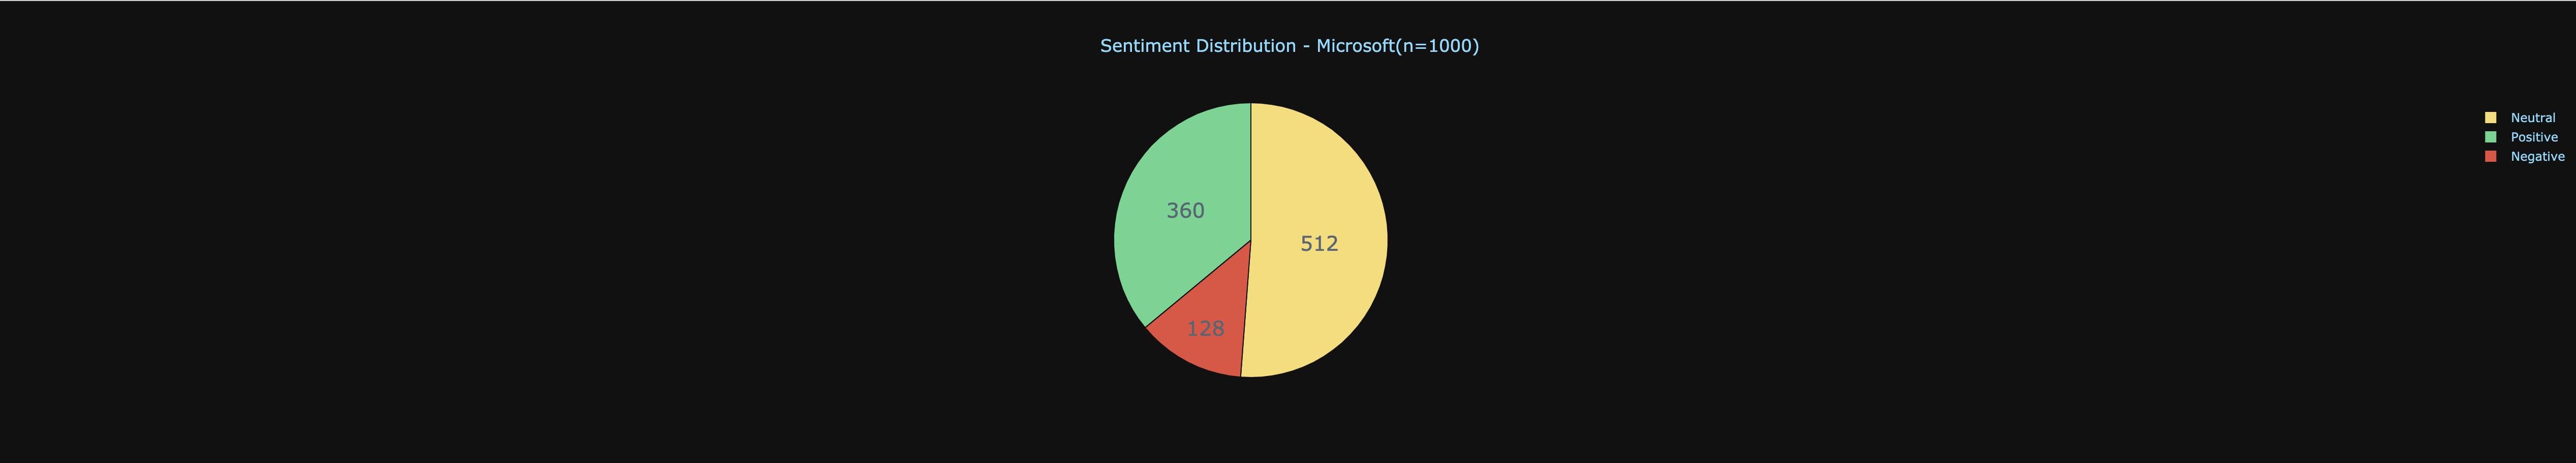 Sentiment Distribution - Microsoft(n=1000)
Neutral
Positive
Negative
360
512
128